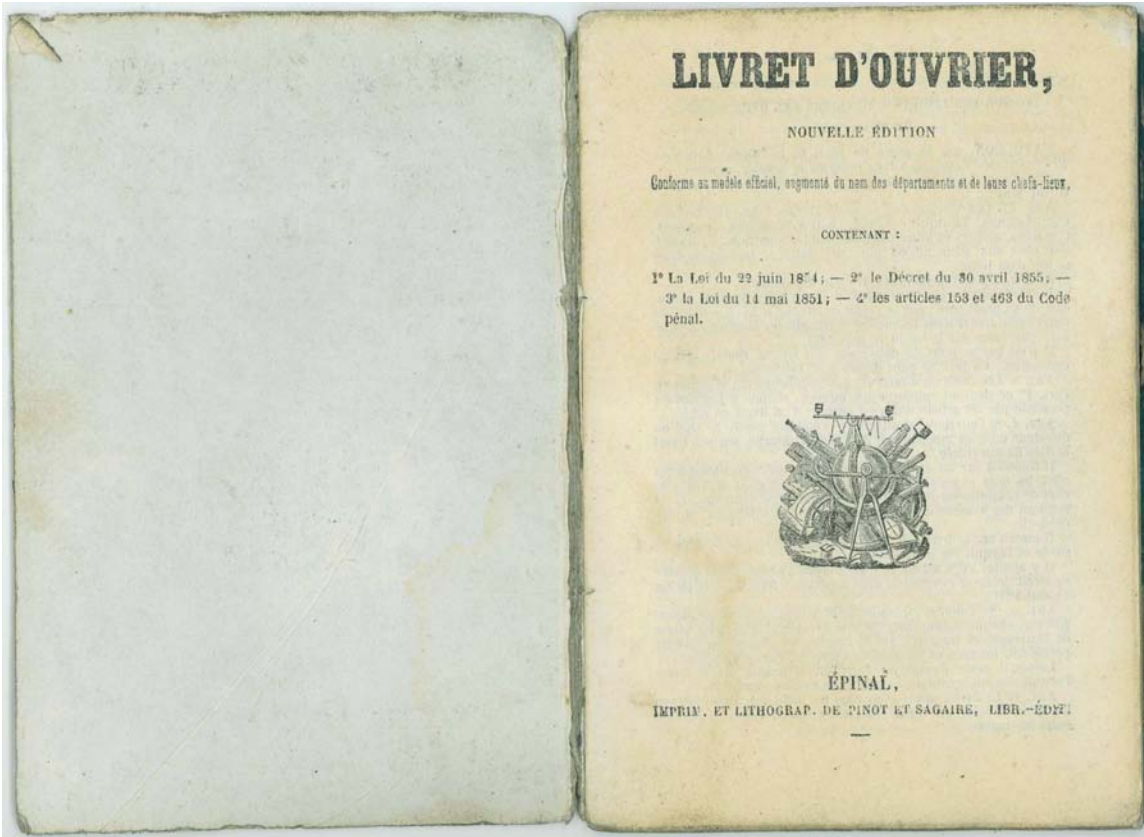 LIVRET D'OUVRIER,
NOUVELLE ÉDITION
Conforme au modèle officiel, augmenté du nom des départements et de leurs chefs-lieux,
CONTENANT :
1° La Loi du 22 juin 1854; — 2° le Décret du 30 avril 1855; —
3° la Loi du 14 mai 1851; — 4° les articles 153 et 463 du Code
pénal.
ÉPINAL,
IMPRIM. ET LITHOGRAP. DE PINOT ET SAGAIRE, LIBR.-ÉDIT.